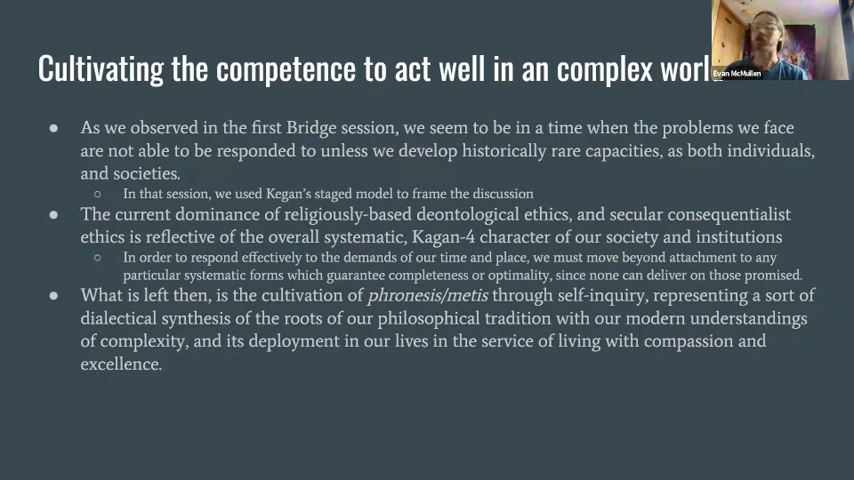 Cultivating the competence to act well in an complex worl
Evan McMullen
● As we observed in the first Bridge session, we seem to be in a time when the problems we face
are not able to be responded to unless we develop historically rare capacities, as both individuals,
and societies.
○ In that session, we used Kegan's staged model to frame the discussion
● The current dominance of religiously-based deontological ethics, and secular consequentialist
ethics is reflective of the overall systematic, Kagan-4 character of our society and institutions
○ In order to respond effectively to the demands of our time and place, we must move beyond attachment to any
particular systematic forms which guarantee completeness or optimality, since none can deliver on those promised.
● What is left then, is the cultivation of phronesis/metis through self-inquiry, representing a sort of
dialectical synthesis of the roots of our philosophical tradition with our modern understandings
of complexity, and its deployment in our lives in the service of living with compassion and
excellence.